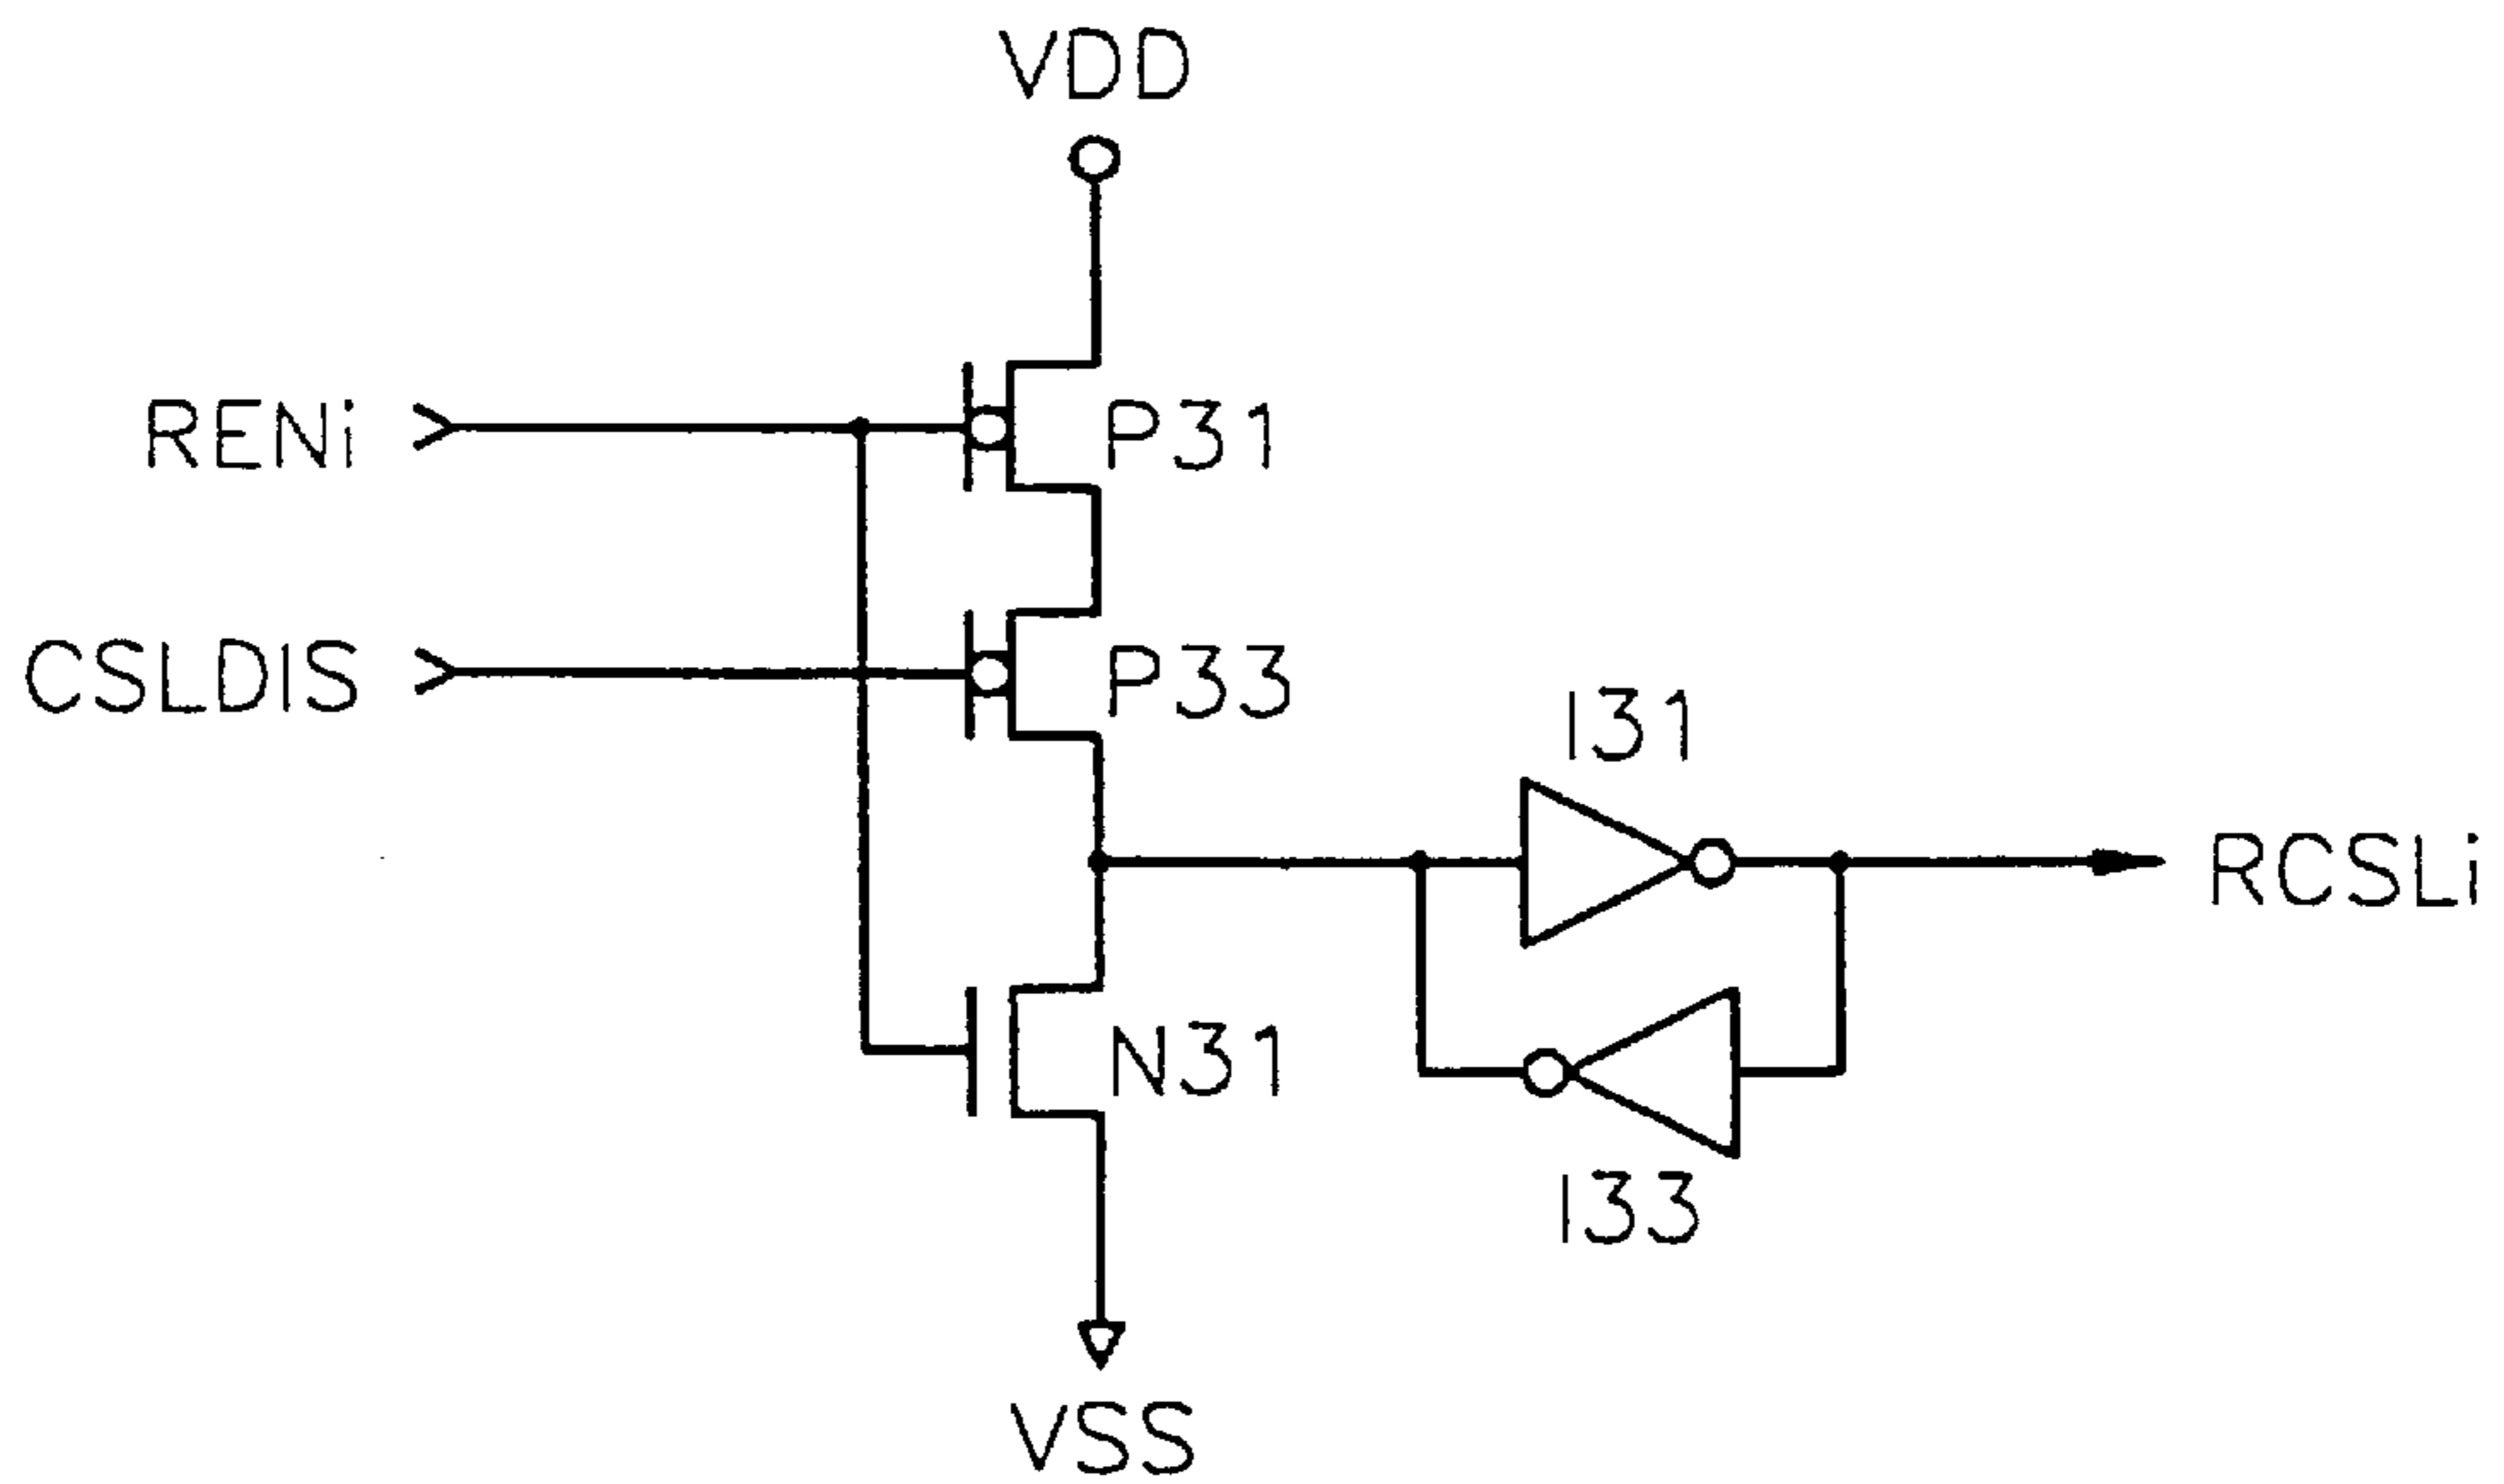 VDD
RENi
P31
CSLDIS
P33
I31
RCSLi
N31
I33
VSS